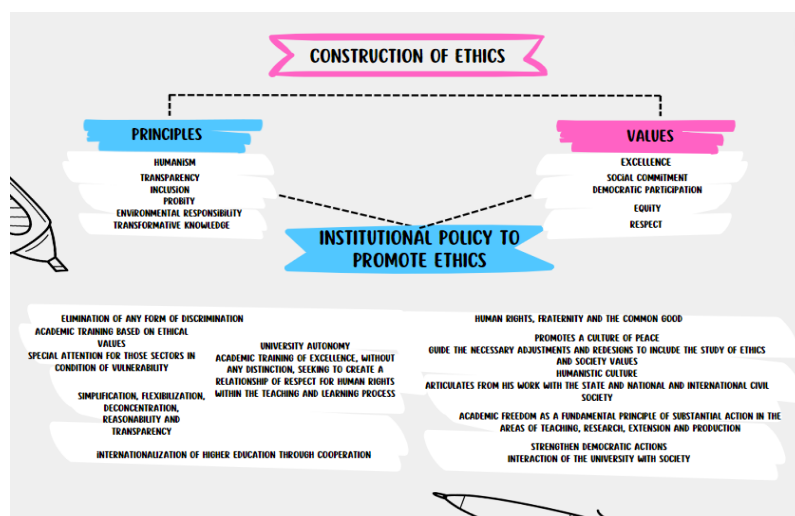 CONSTRUCTION OF ETHICS
PRINCIPLES
HUMANISM
TRANSPARENCY
INCLUSION
PROBITY
ENVIRONMENTAL RESPONSIBILITY
TRANSFORMATIVE KNOWLEDGE
VALUES
EXCELLENCE
SOCIAL COMMITMENT
DEMOCRATIC PARTICIPATION
EQUITY
RESPECT
INSTITUTIONAL POLICY TO
PROMOTE ETHICS
ELIMINATION OF ANY FORM OF DISCRIMINATION
ACADEMIC TRAINING BASED ON ETHICAL
VALUES
SPECIAL ATTENTION FOR THOSE SECTORS IN
CONDITION OF VULNERABILITY
UNIVERSITY AUTONOMY
ACADEMIC TRAINING OF EXCELLENCE, WITHOUT
ANY DISTINCTION, SEEKING TO CREATE A
RELATIONSHIP OF RESPECT FOR HUMAN RIGHTS
WITHIN THE TEACHING AND LEARNING PROCESS
SIMPLIFICATION, FLEXIBILIZATION,
DECONCENTRATION,
REASONABILITY AND
TRANSPARENCY
INTERNATIONALIZATION OF HIGHER EDUCATION THROUGH COOPERATION
HUMAN RIGHTS, FRATERNITY AND THE COMMON GOOD
PROMOTES A CULTURE OF PEACE
GUIDE THE NECESSARY ADJUSTMENTS AND REDESIGNS TO INCLUDE THE STUDY OF ETHICS
AND SOCIETY VALUES
HUMANISTIC CULTURE
ARTICULATES FROM HIS WORK WITH THE STATE AND NATIONAL AND INTERNATIONAL CIVIL
SOCIETY
ACADEMIC FREEDOM AS A FUNDAMENTAL PRINCIPLE OF SUBSTANTIAL ACTION IN THE
AREAS OF TEACHING, RESEARCH, EXTENSION AND PRODUCTION
STRENGTHEN DEMOCRATIC ACTIONS
INTERACTION OF THE UNIVERSITY WITH SOCIETY